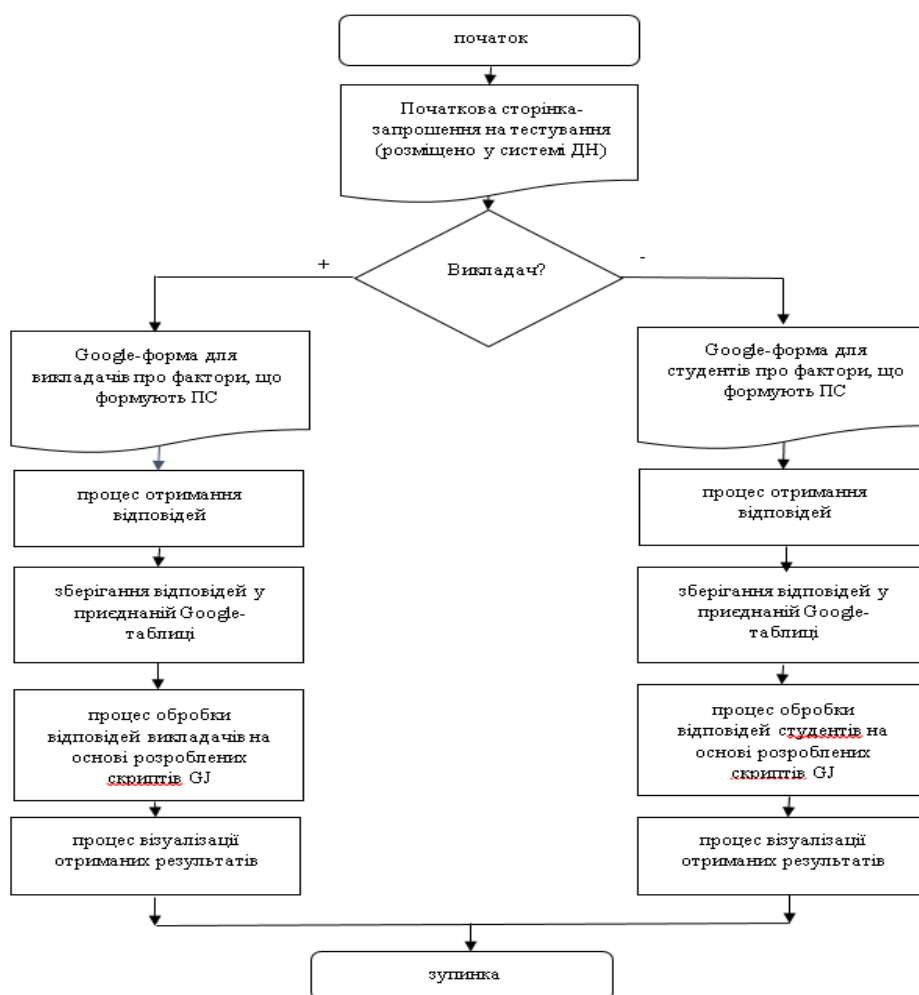 початок
Початкова сторінка-
запрошення на тестування
(розміщено у системі ДН)
Викладач?
+
-
Google-форма для
викладачів про фактори, що
формують ПС
процес отримання
відповідей
зберігання відповідей у
приєднаній Google-
таблиці
процес обробки
відповідей викладачів на
основі розроблених
скриптів GJ
процес візуалізації
отриманих результатів
Google-форма для
студентів про фактори, що
формують ПС
процес отримання
відповідей
зберігання відповідей у
приєднаній Google-
таблиці
процес обробки
відповідей студентів на
основі розроблених
скриптів GJ
процес візуалізації
отриманих результатів
зупинка